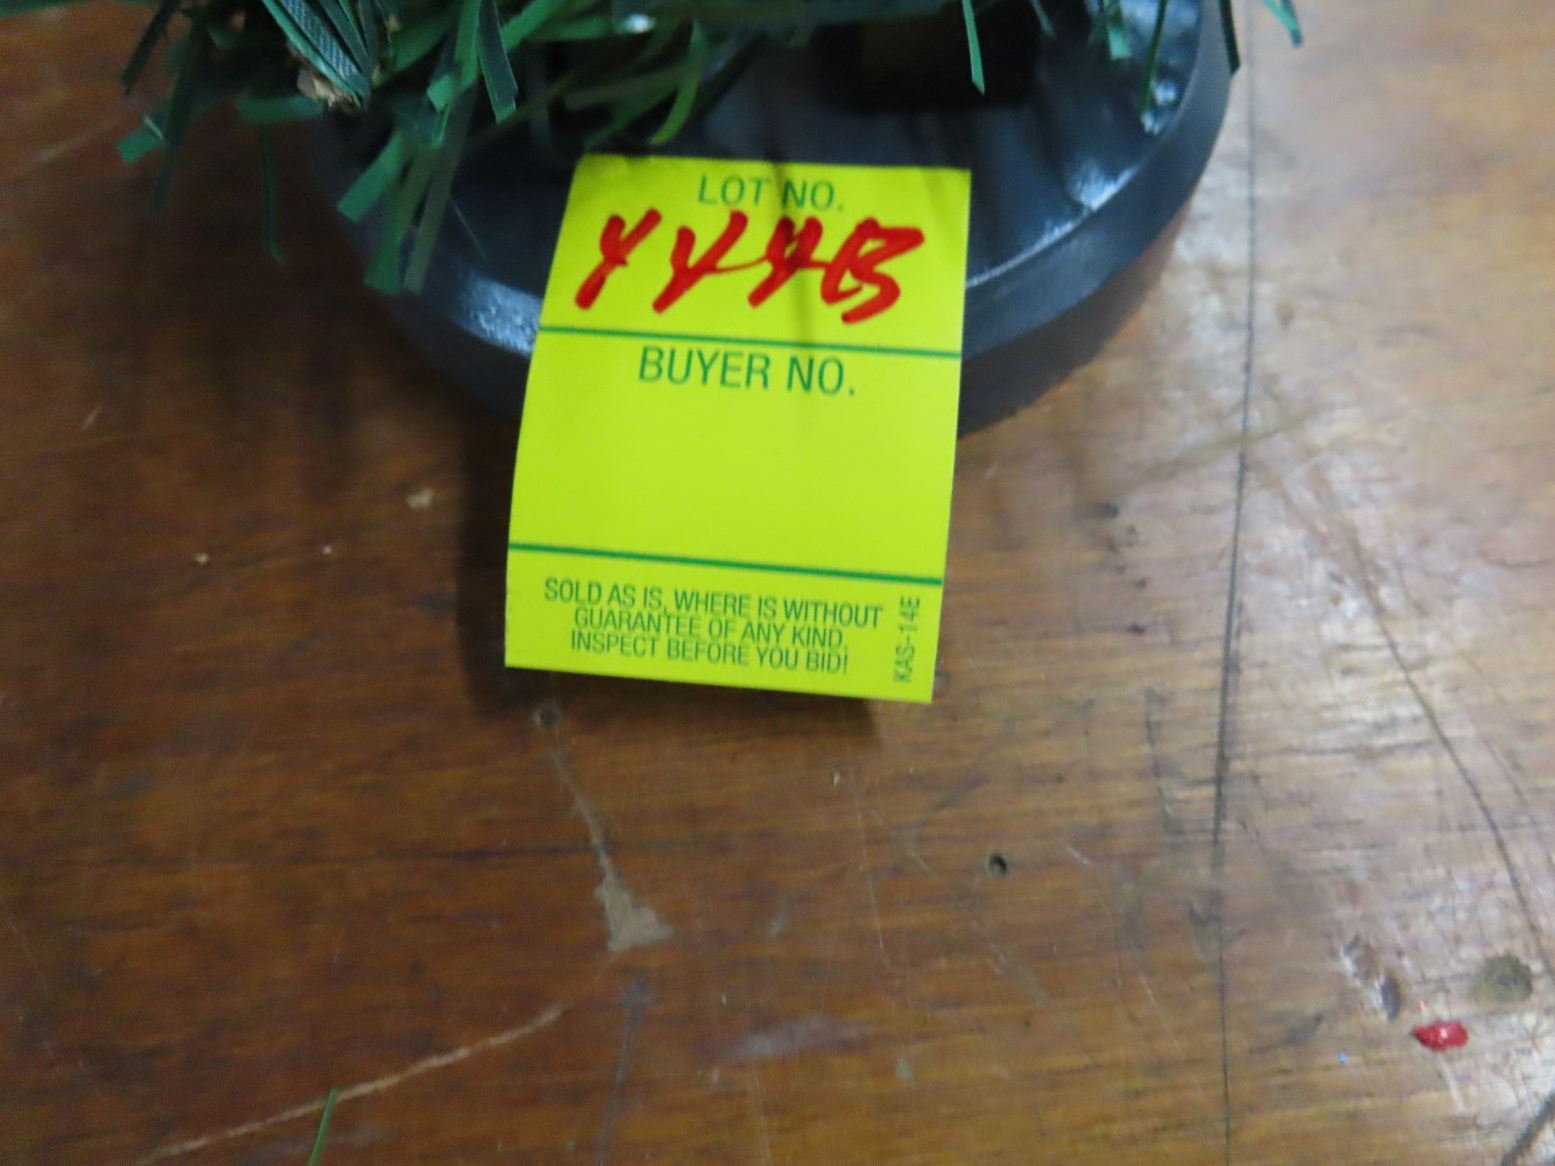 LOT NO.
444B
BUYER NO.
SOLD AS IS, WHERE IS WITHOUT
GUARANTEE OF ANY KIND,
INSPECT BEFORE YOU BID!
KAS-14E